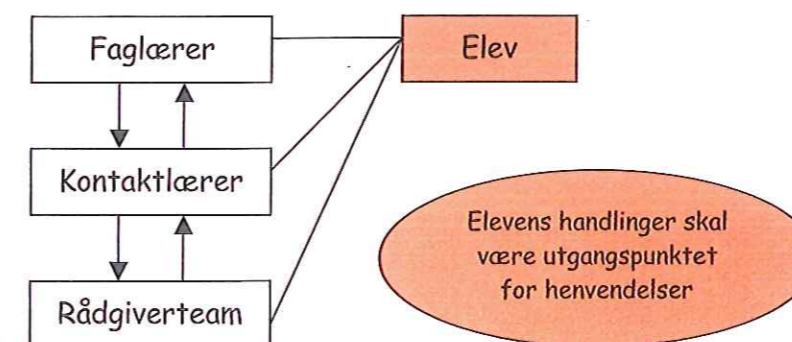 Faglærer
Elev
Kontaktlærer
Rådgiverteam
Elevens handlinger skal
være utgangspunktet
for henvendelser